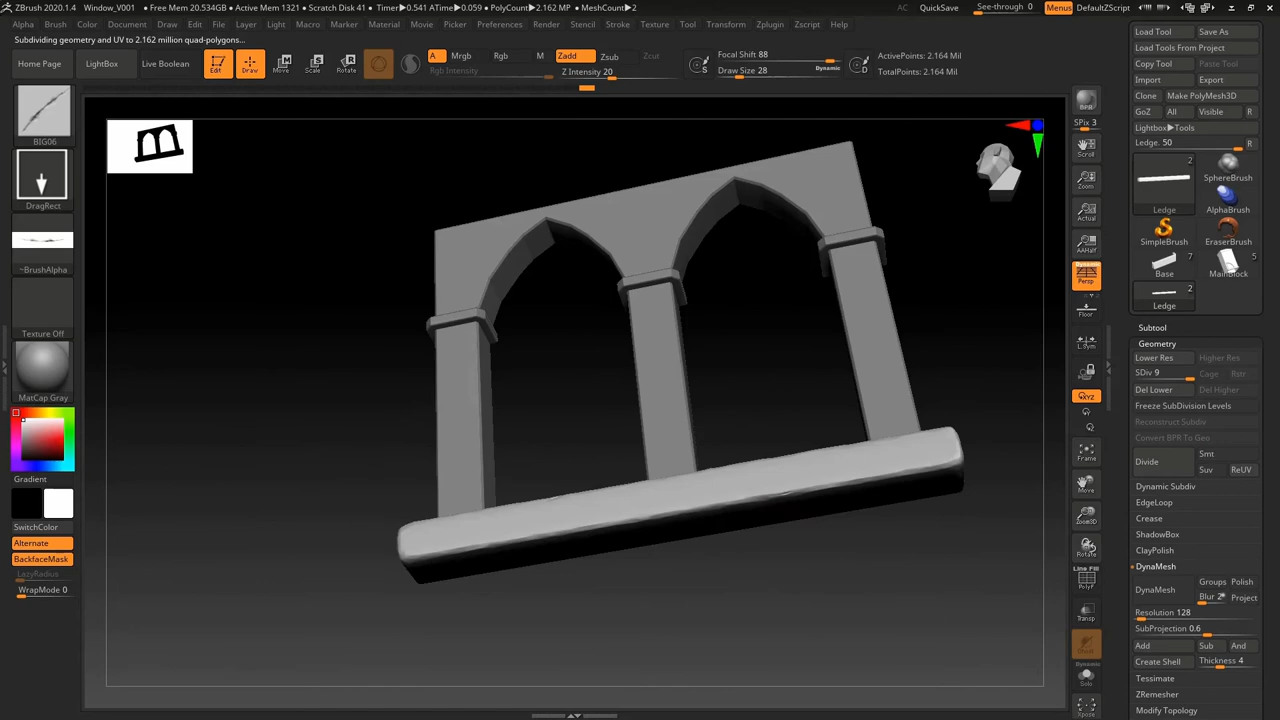 ZBrush 2020.1.4 Window_V001 • Free Mem 20.534GB • Active Mem 1321 • Scratch Disk 41 • Timer▶0.541 ATime▶0.059 • PolyCount▶2.162 MP • MeshCount▶2
AC QuickSave See-through 0 Menus DefaultZScript
Alpha Brush Color Document Draw Edit File Layer Light Macro Marker Material Movie Picker Preferences Render Stencil Stroke Texture Tool Transform Zplugin Zscript Help
Subdividing geometry and UV to 2.162 million quad-polygons...
Home Page LightBox Live Boolean Edit Draw Move Scale Rotate
A Mrgb Rgb M Zadd Zsub Zcut
Rgb Intensity Z Intensity 20
Focal Shift 88
Draw Size 28 Dynamic
S D
ActivePoints: 2.164 Mil
TotalPoints: 2.164 Mil
BIG06
DragRect
~BrushAlpha
Texture Off
MatCap Gray
Gradient
SwitchColor
Alternate
BackfaceMask
LazyRadius
WrapMode 0
BPR
SPix 3
Scroll
Zoom
Actual
AAHalf
Dynamic
Persp
Floor
L.Sym
XYZ
Frame
Move
Zoom3D
Rotate
Line Fill
PolyF
Transp
Ghost
Dynamic
Solo
Xpose
Load Tool Save As
Load Tools From Project
Copy Tool Paste Tool
Import Export
Clone Make PolyMesh3D
GoZ All Visible R
Lightbox▶Tools
Ledge. 50 R
2
Ledge
SphereBrush
AlphaBrush
SimpleBrush
EraserBrush
7 5
Base MainBlock
2
Ledge
Subtool
Geometry
Lower Res Higher Res
SDiv 9 Cage Rstr
Del Lower Del Higher
Freeze SubDivision Levels
Reconstruct Subdiv
Convert BPR To Geo
Divide Smt
Suv ReUV
Dynamic Subdiv
EdgeLoop
Crease
ShadowBox
ClayPolish
DynaMesh
DynaMesh Groups Polish
Blur 2 Project
Resolution 128
SubProjection 0.6
Add Sub And
Create Shell Thickness 4
Tessimate
ZRemesher
Modify Topology